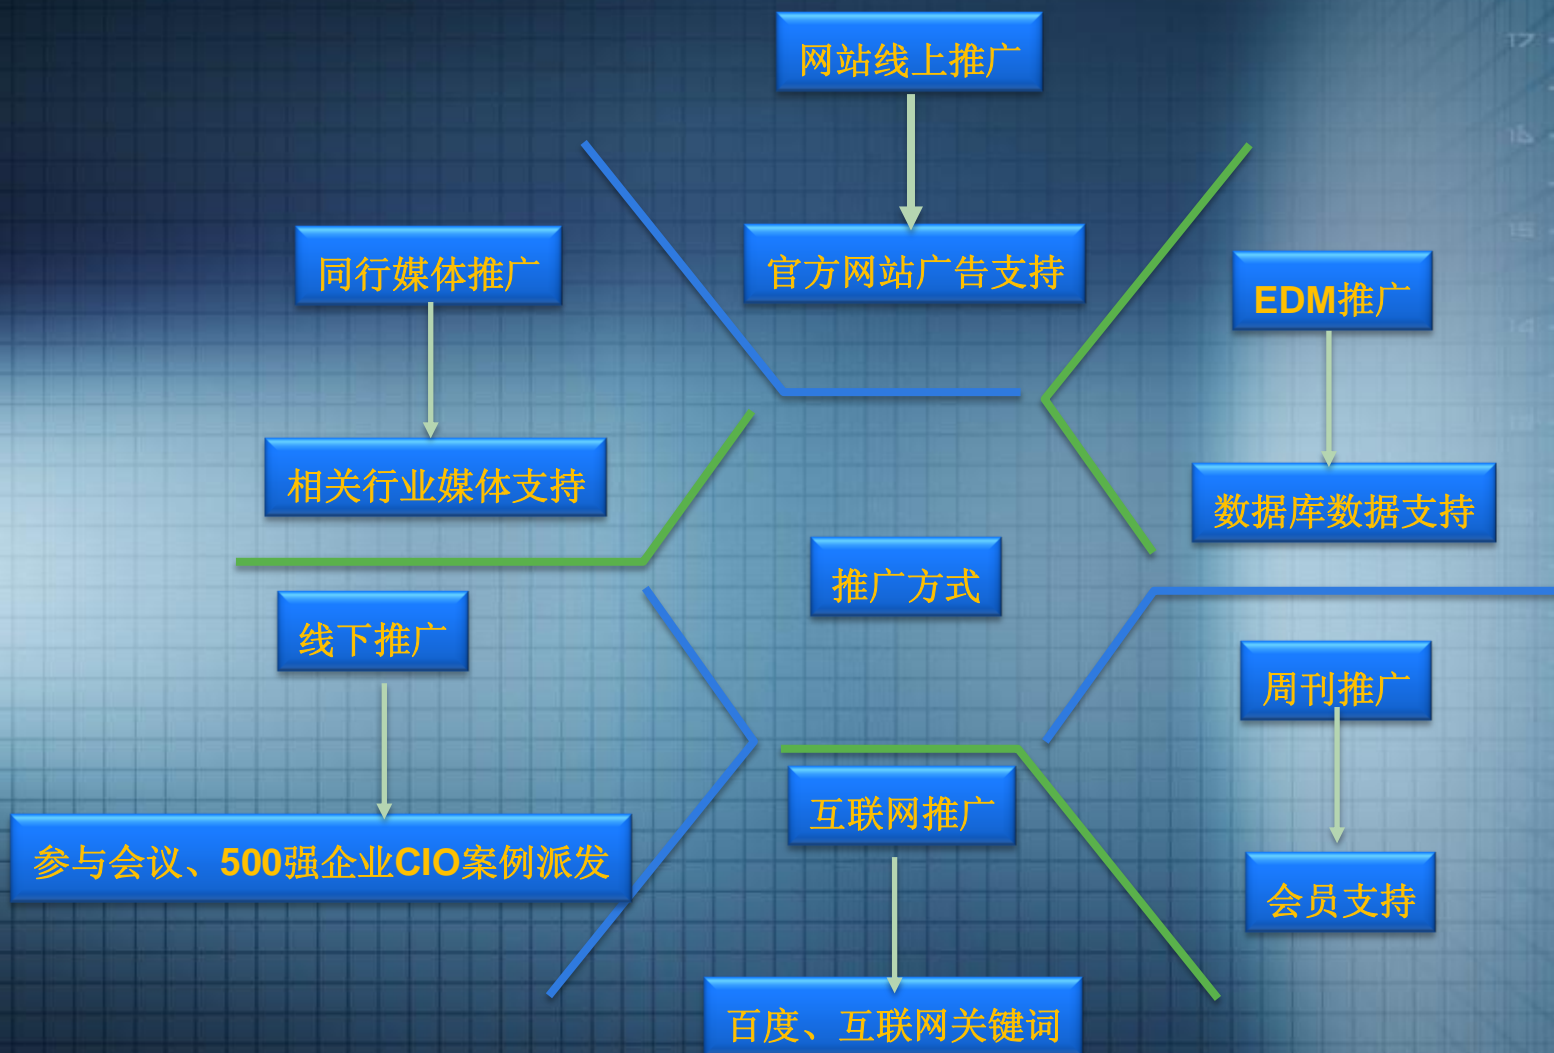 网站线上推广
官方网站广告支持
同行媒体推广
相关行业媒体支持
EDM推广
数据库数据支持
推广方式
线下推广
参与会议、500强企业CIO案例派发
周刊推广
会员支持
互联网推广
百度、互联网关键词
17
16
15
14